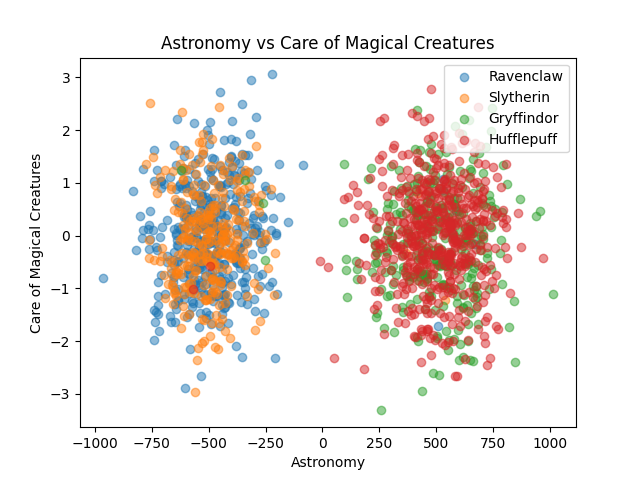 Astronomy vs Care of Magical Creatures
Ravenclaw
Slytherin
Gryffindor
Hufflepuff
3
2
1
0
−1
−2
−3
Care of Magical Creatures
−1000 −750 −500 −250 0 250 500 750 1000
Astronomy